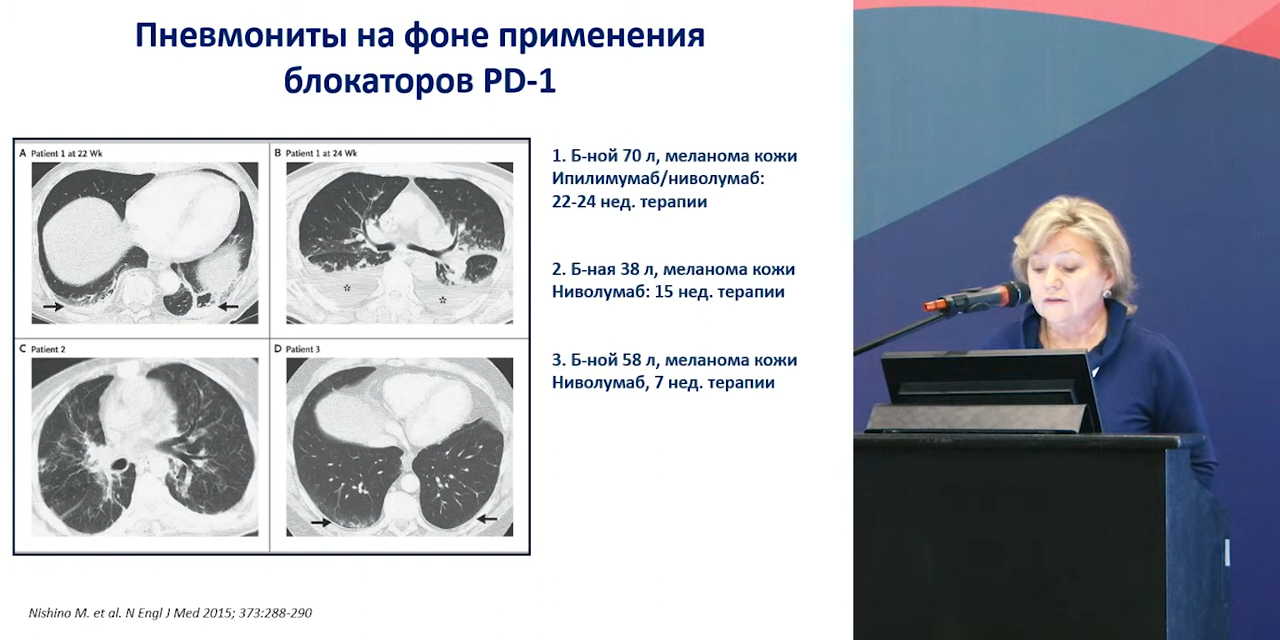 Пневмониты на фоне применения
блокаторов PD-1
A Patient 1 at 22 Wk
B Patient 1 at 24 Wk
C Patient 2
D Patient 3
1. Б-ной 70 л, меланома кожи
Ипилимумаб/ниволумаб:
22-24 нед. терапии
2. Б-ная 38 л, меланома кожи
Ниволумаб: 15 нед. терапии
3. Б-ной 58 л, меланома кожи
Ниволумаб, 7 нед. терапии
Nishino M. et al. N Engl J Med 2015; 373:288-290